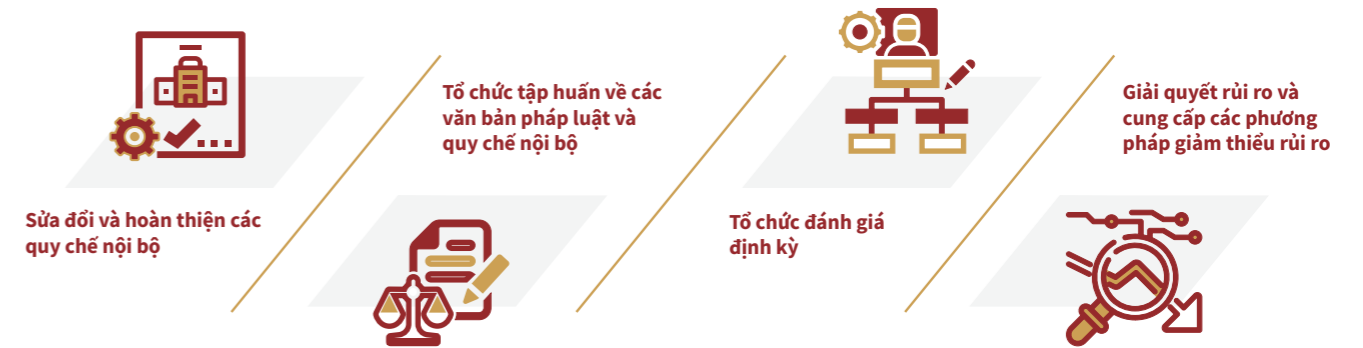 Sửa đổi và hoàn thiện các
quy chế nội bộ
Tổ chức tập huấn về các
văn bản pháp luật và
quy chế nội bộ
Tổ chức đánh giá
định kỳ
Giải quyết rủi ro và
cung cấp các phương
pháp giảm thiểu rủi ro